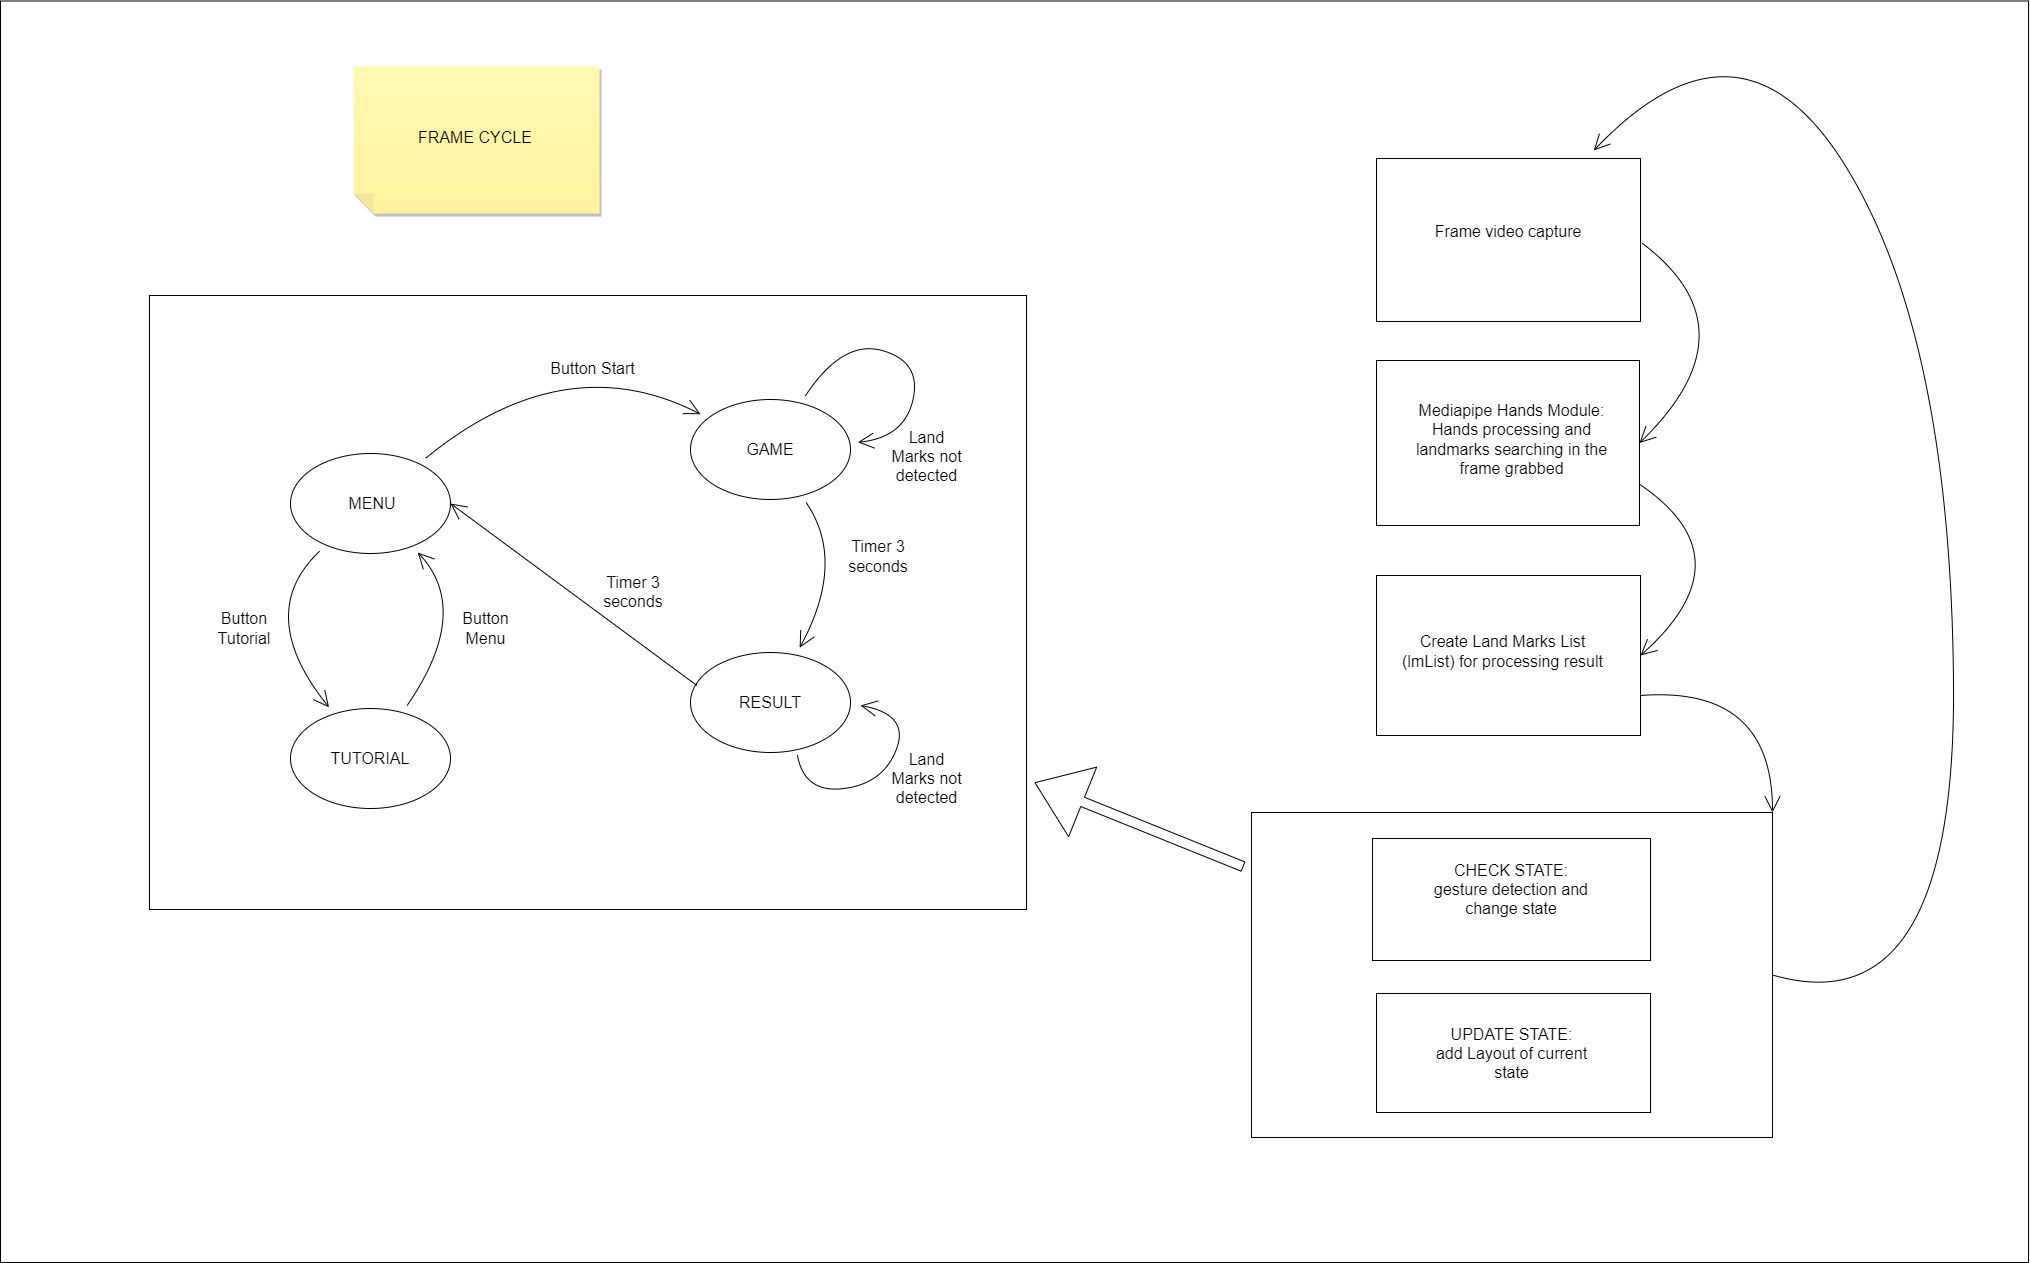 FRAME CYCLE
Button Start
GAME
Land
Marks not
detected
MENU
Timer 3
seconds
Timer 3
seconds
Button
Tutorial
Button
Menu
RESULT
TUTORIAL
Land
Marks not
detected
Frame video capture
Mediapipe Hands Module:
Hands processing and
landmarks searching in the
frame grabbed
Create Land Marks List
(lmList) for processing result
CHECK STATE:
gesture detection and
change state
UPDATE STATE:
add Layout of current
state